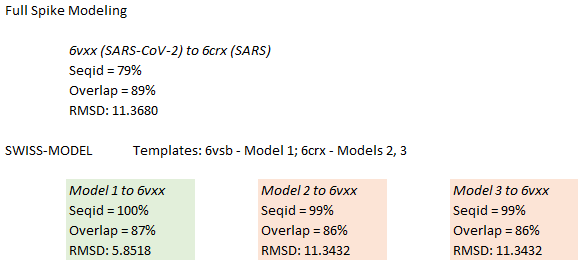 Full Spike Modeling
6vxx (SARS-CoV-2) to 6crx (SARS)
Seqid = 79%
Overlap = 89%
RMSD: 11.3680
SWISS-MODEL Templates: 6vsb - Model 1; 6crx - Models 2, 3
Model 1 to 6vxx
Seqid = 100%
Overlap = 87%
RMSD: 5.8518
Model 2 to 6vxx
Seqid = 99%
Overlap = 86%
RMSD: 11.3432
Model 3 to 6vxx
Seqid = 99%
Overlap = 86%
RMSD: 11.3432